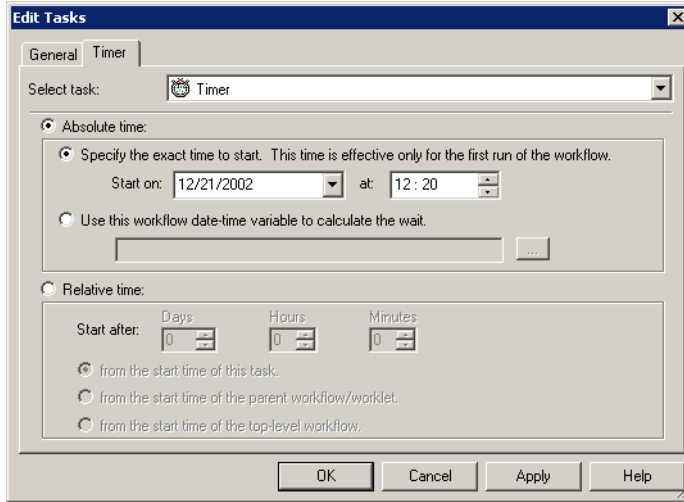 Edit Tasks
General Timer
Select task: Timer
Absolute time:
Specify the exact time to start. This time is effective only for the first run of the workflow.
Start on: 12/21/2002 at: 12 : 20
Use this workflow date-time variable to calculate the wait.
...
Relative time:
Days Hours Minutes
Start after: 0 0 0
from the start time of this task.
from the start time of the parent workflow/worklet.
from the start time of the top-level workflow.
OK Cancel Apply Help